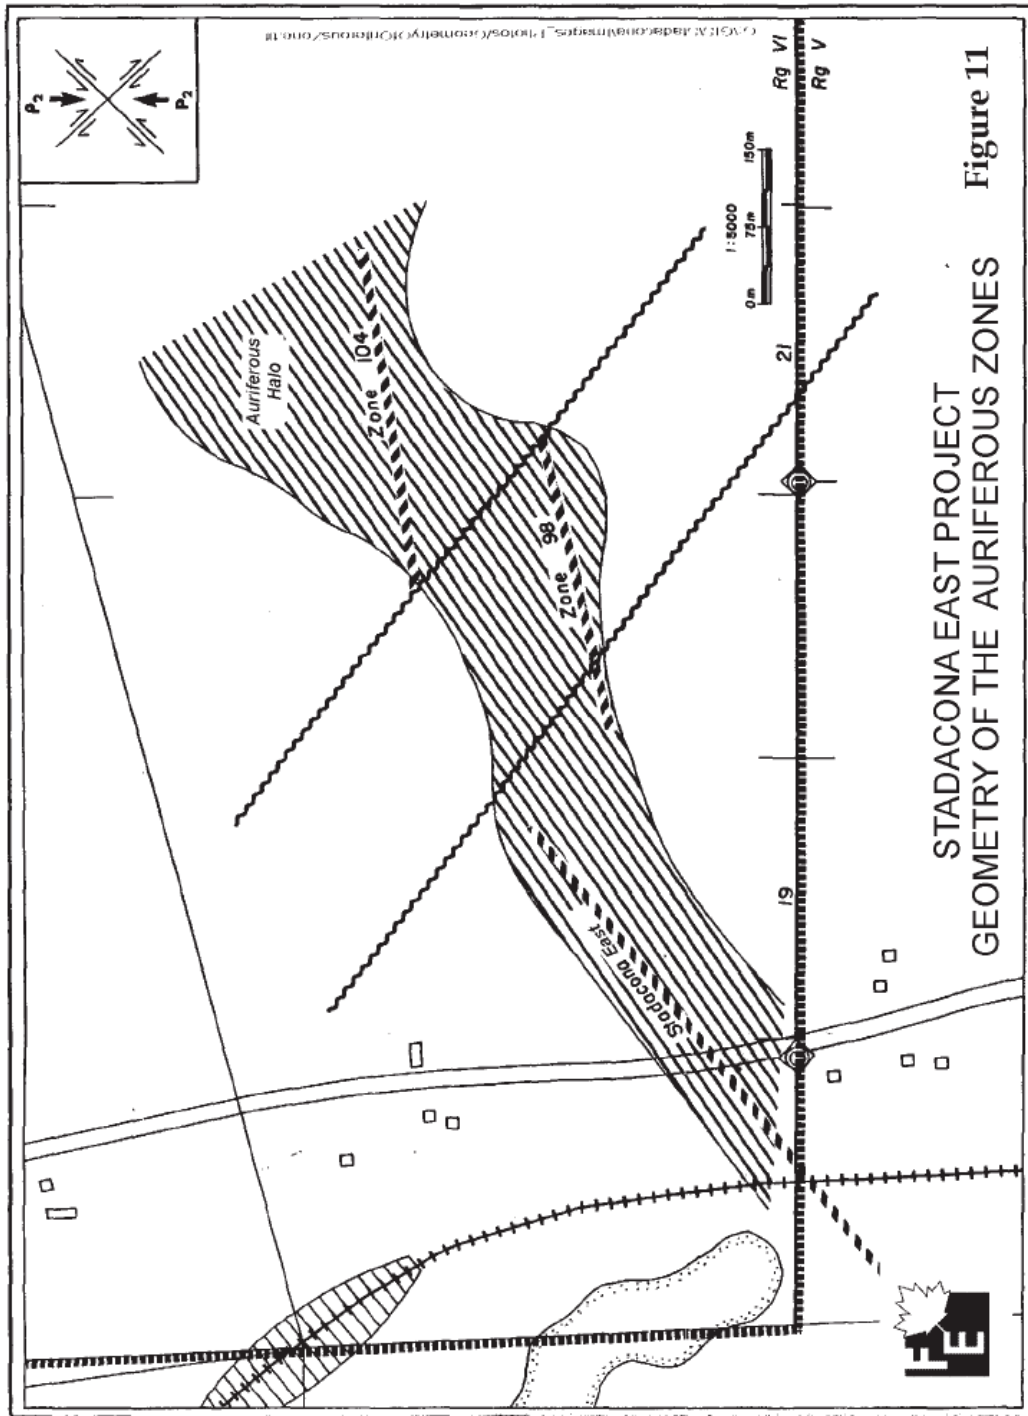 P₂
P₂
Auriferous
Halo
Zone 104
Zone 98
Stadacona East
1:5000
0m 75m 150m
Rg VI
Rg V
19
21
STADACONA EAST PROJECT
GEOMETRY OF THE AURIFEROUS ZONES
Figure 11